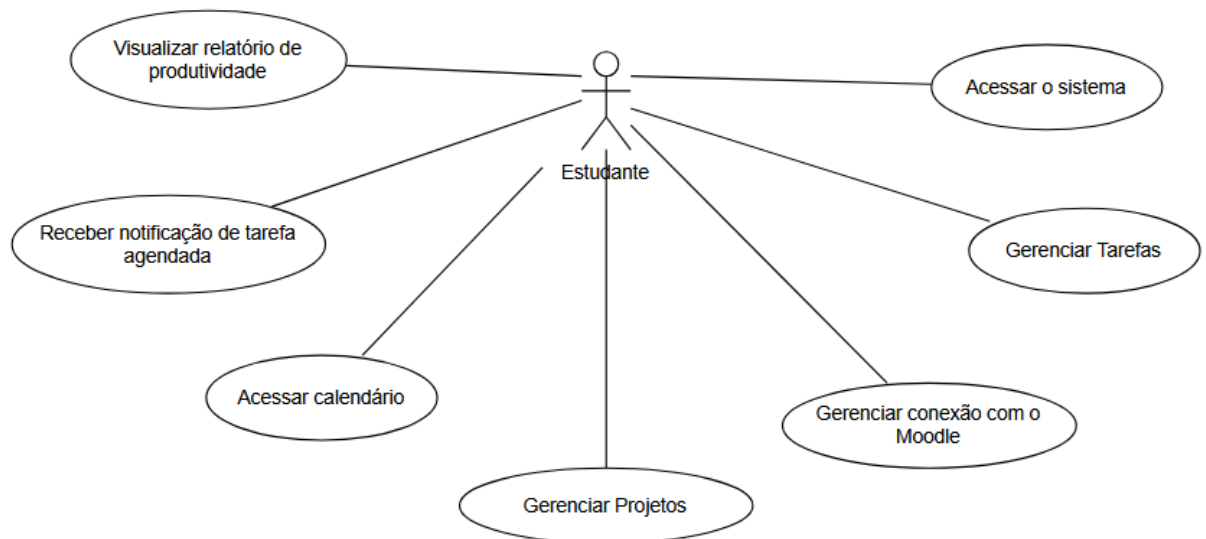 Visualizar relatório de
produtividade
Acessar o sistema
Estudante
Receber notificação de tarefa
agendada
Gerenciar Tarefas
Acessar calendário
Gerenciar conexão com o
Moodle
Gerenciar Projetos